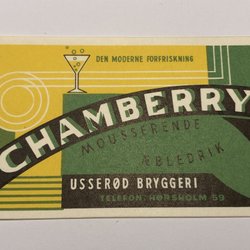 DEN MODERNE FORFRISKNING
CHAMBERRY
MOUSSERENDE
ÆBLEDRIK
USSERØD BRYGGERI
TELEFON: HØRSHOLM 59